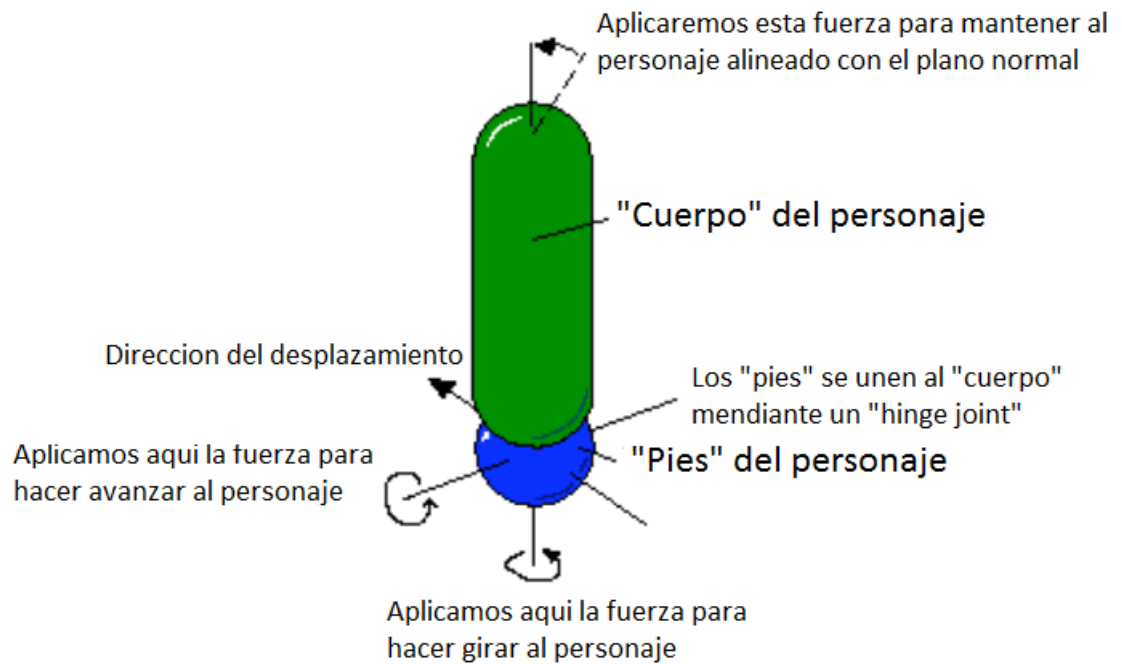 Aplicaremos esta fuerza para mantener al
personaje alineado con el plano normal
"Cuerpo" del personaje
Direccion del desplazamiento
Los "pies" se unen al "cuerpo"
mendiante un "hinge joint"
"Pies" del personaje
Aplicamos aqui la fuerza para
hacer avanzar al personaje
Aplicamos aqui la fuerza para
hacer girar al personaje